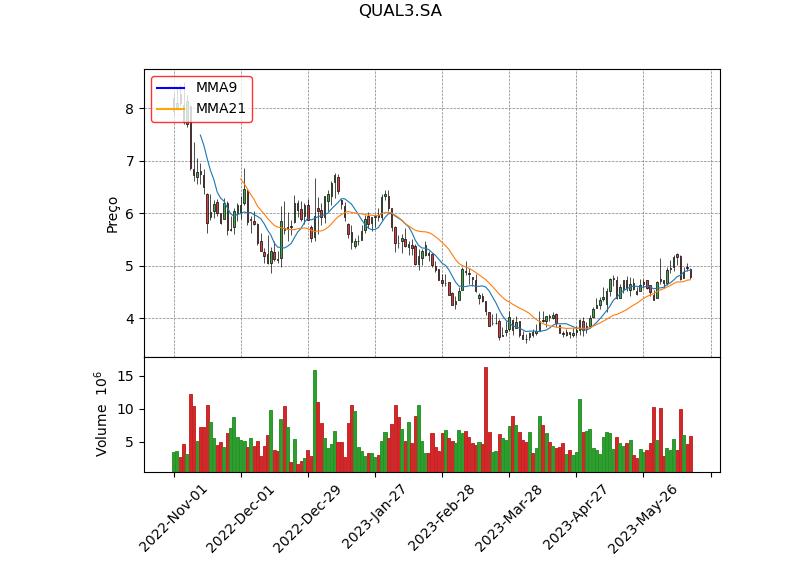 QUAL3.SA
MMA9
MMA21
8
7
6
5
4
Preço
15
10
5
Volume 10^6
2022-Nov-01
2022-Dec-01
2022-Dec-29
2023-Jan-27
2023-Feb-28
2023-Mar-28
2023-Apr-27
2023-May-26